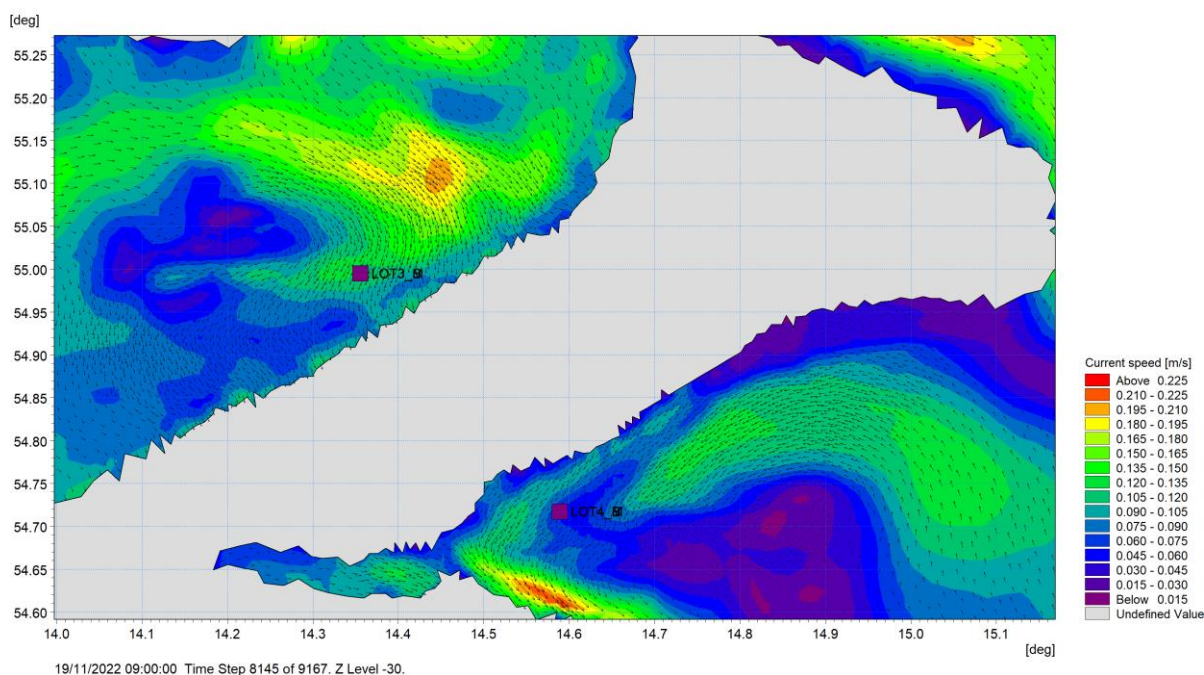 [deg]
55.25
55.20
55.15
55.10
55.05
55.00
54.95
54.90
54.85
54.80
54.75
54.70
54.65
54.60
LOT3_
LOT4_
14.0 14.1 14.2 14.3 14.4 14.5 14.6 14.7 14.8 14.9 15.0 15.1
[deg]
Current speed [m/s]
Above 0.225
0.210 - 0.225
0.195 - 0.210
0.180 - 0.195
0.165 - 0.180
0.150 - 0.165
0.135 - 0.150
0.120 - 0.135
0.105 - 0.120
0.090 - 0.105
0.075 - 0.090
0.060 - 0.075
0.045 - 0.060
0.030 - 0.045
0.015 - 0.030
Below 0.015
Undefined Value
19/11/2022 09:00:00 Time Step 8145 of 9167. Z Level -30.